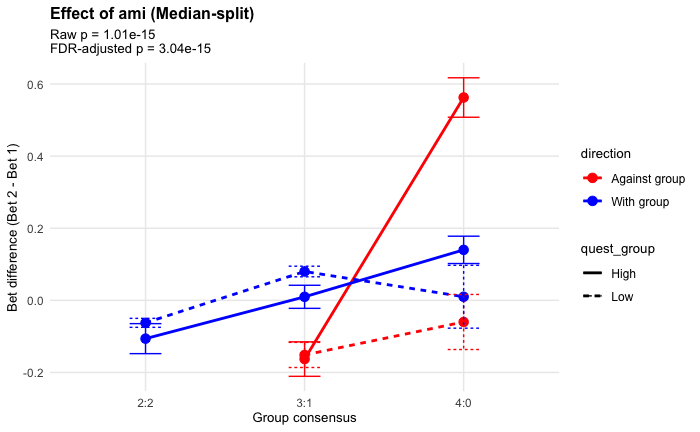 Effect of ami (Median-split)
Raw p = 1.01e-15
FDR-adjusted p = 3.04e-15
Bet difference (Bet 2 - Bet 1)
0.6
0.4
0.2
0.0
-0.2
2:2
3:1
4:0
Group consensus
direction
Against group
With group
quest_group
High
Low